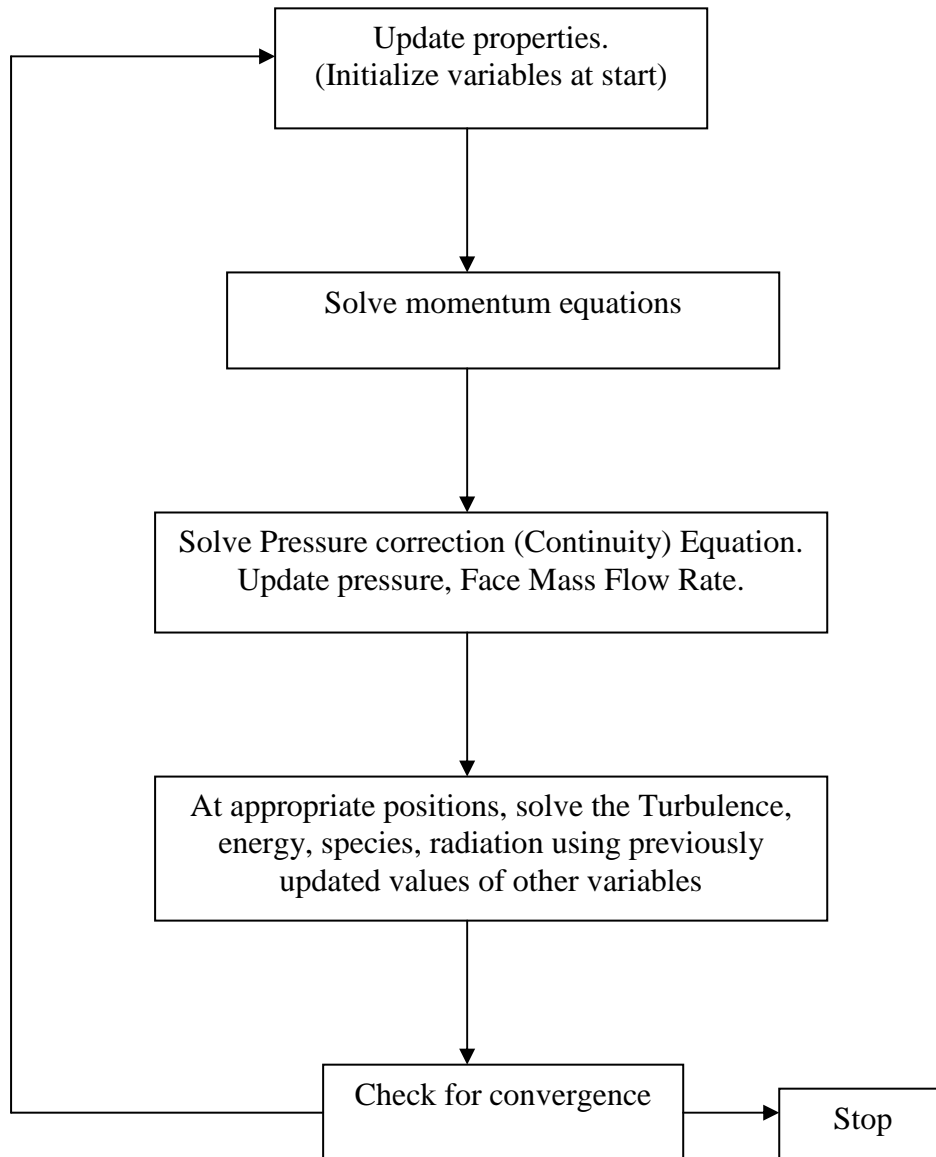 Update properties.
(Initialize variables at start)
Solve momentum equations
Solve Pressure correction (Continuity) Equation.
Update pressure, Face Mass Flow Rate.
At appropriate positions, solve the Turbulence,
energy, species, radiation using previously
updated values of other variables
Check for convergence
Stop